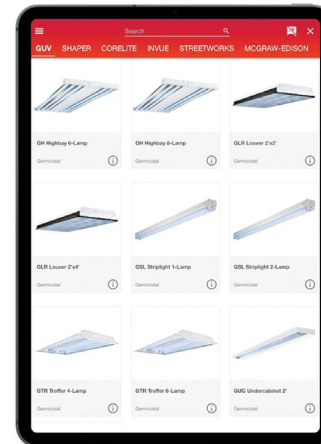 Search
GUV SHAPER CORELITE INVUE STREETWORKS MCGRAW-EDISON
GH Highbay 6-Lamp
GH Highbay 8-Lamp
GLR Louver 2'x2'
Germicidal
Germicidal
Germicidal
GLR Louver 2'x4'
GSL Striplight 1-Lamp
GSL Striplight 2-Lamp
Germicidal
Germicidal
Germicidal
GTR Troffer 4-Lamp
GTR Troffer 6-Lamp
GUC Undercabinet 2'
Germicidal
Germicidal
Germicidal